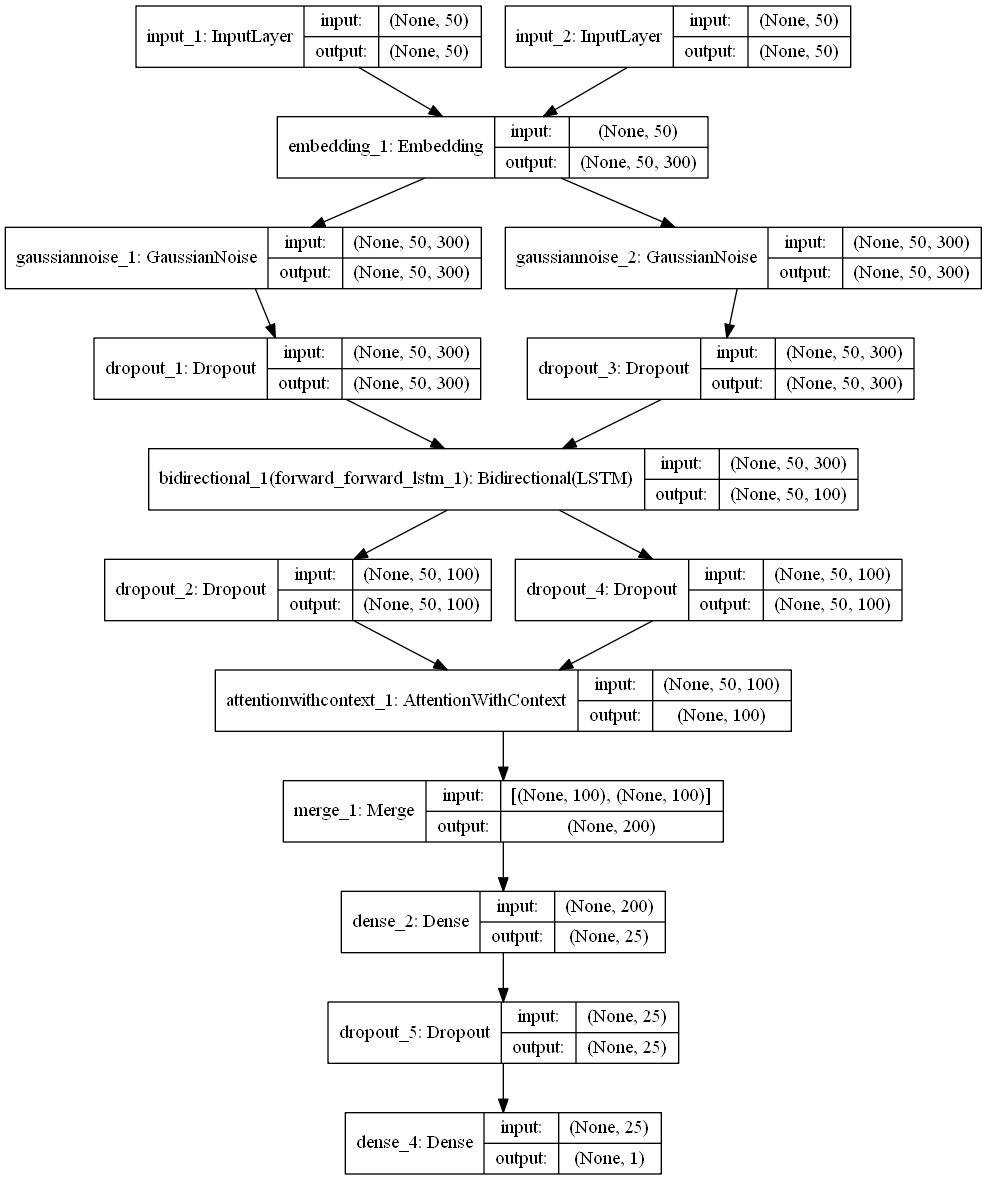 input_1: InputLayer input: (None, 50) output: (None, 50)
input_2: InputLayer input: (None, 50) output: (None, 50)
embedding_1: Embedding input: (None, 50) output: (None, 50, 300)
gaussiannoise_1: GaussianNoise input: (None, 50, 300) output: (None, 50, 300)
gaussiannoise_2: GaussianNoise input: (None, 50, 300) output: (None, 50, 300)
dropout_1: Dropout input: (None, 50, 300) output: (None, 50, 300)
dropout_3: Dropout input: (None, 50, 300) output: (None, 50, 300)
bidirectional_1(forward_forward_lstm_1): Bidirectional(LSTM) input: (None, 50, 300) output: (None, 50, 100)
dropout_2: Dropout input: (None, 50, 100) output: (None, 50, 100)
dropout_4: Dropout input: (None, 50, 100) output: (None, 50, 100)
attentionwithcontext_1: AttentionWithContext input: (None, 50, 100) output: (None, 100)
merge_1: Merge input: [(None, 100), (None, 100)] output: (None, 200)
dense_2: Dense input: (None, 200) output: (None, 25)
dropout_5: Dropout input: (None, 25) output: (None, 25)
dense_4: Dense input: (None, 25) output: (None, 1)